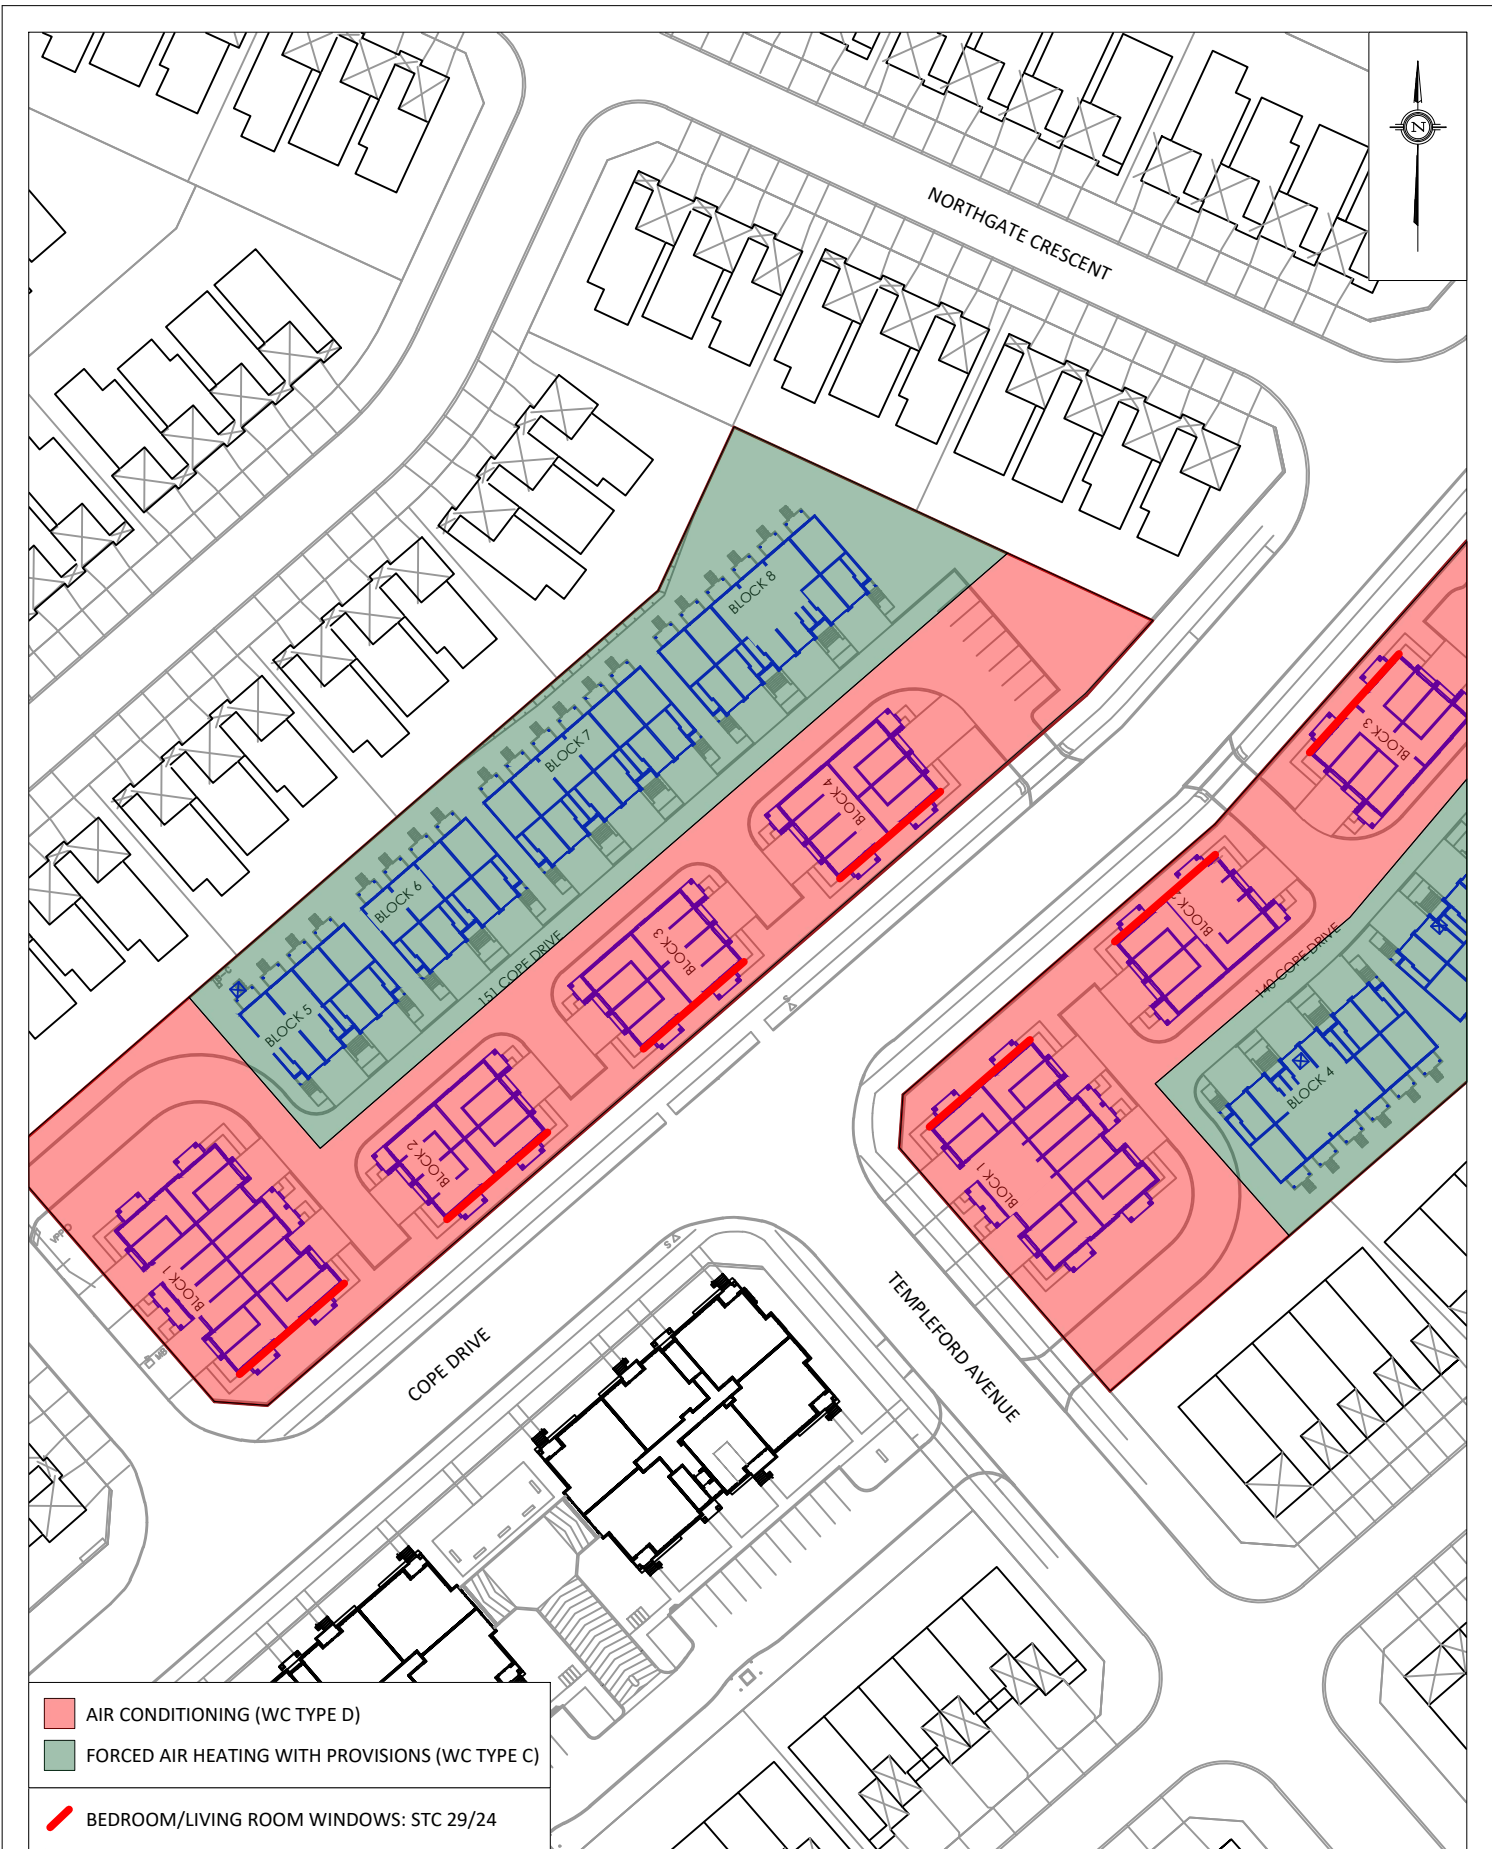 N
NORTHGATE CRESCENT
BLOCK 8
BLOCK 7
BLOCK 6
BLOCK 5
151 COPE DRIVE
BLOCK 4
BLOCK 3
BLOCK 2
BLOCK 1
BLOCK 3
BLOCK 2
140 COPE DRIVE
BLOCK 4
BLOCK 1
S
S
COPE DRIVE
TEMPLEFORD AVENUE
AIR CONDITIONING (WC TYPE D)
FORCED AIR HEATING WITH PROVISIONS (WC TYPE C)
BEDROOM/LIVING ROOM WINDOWS: STC 29/24